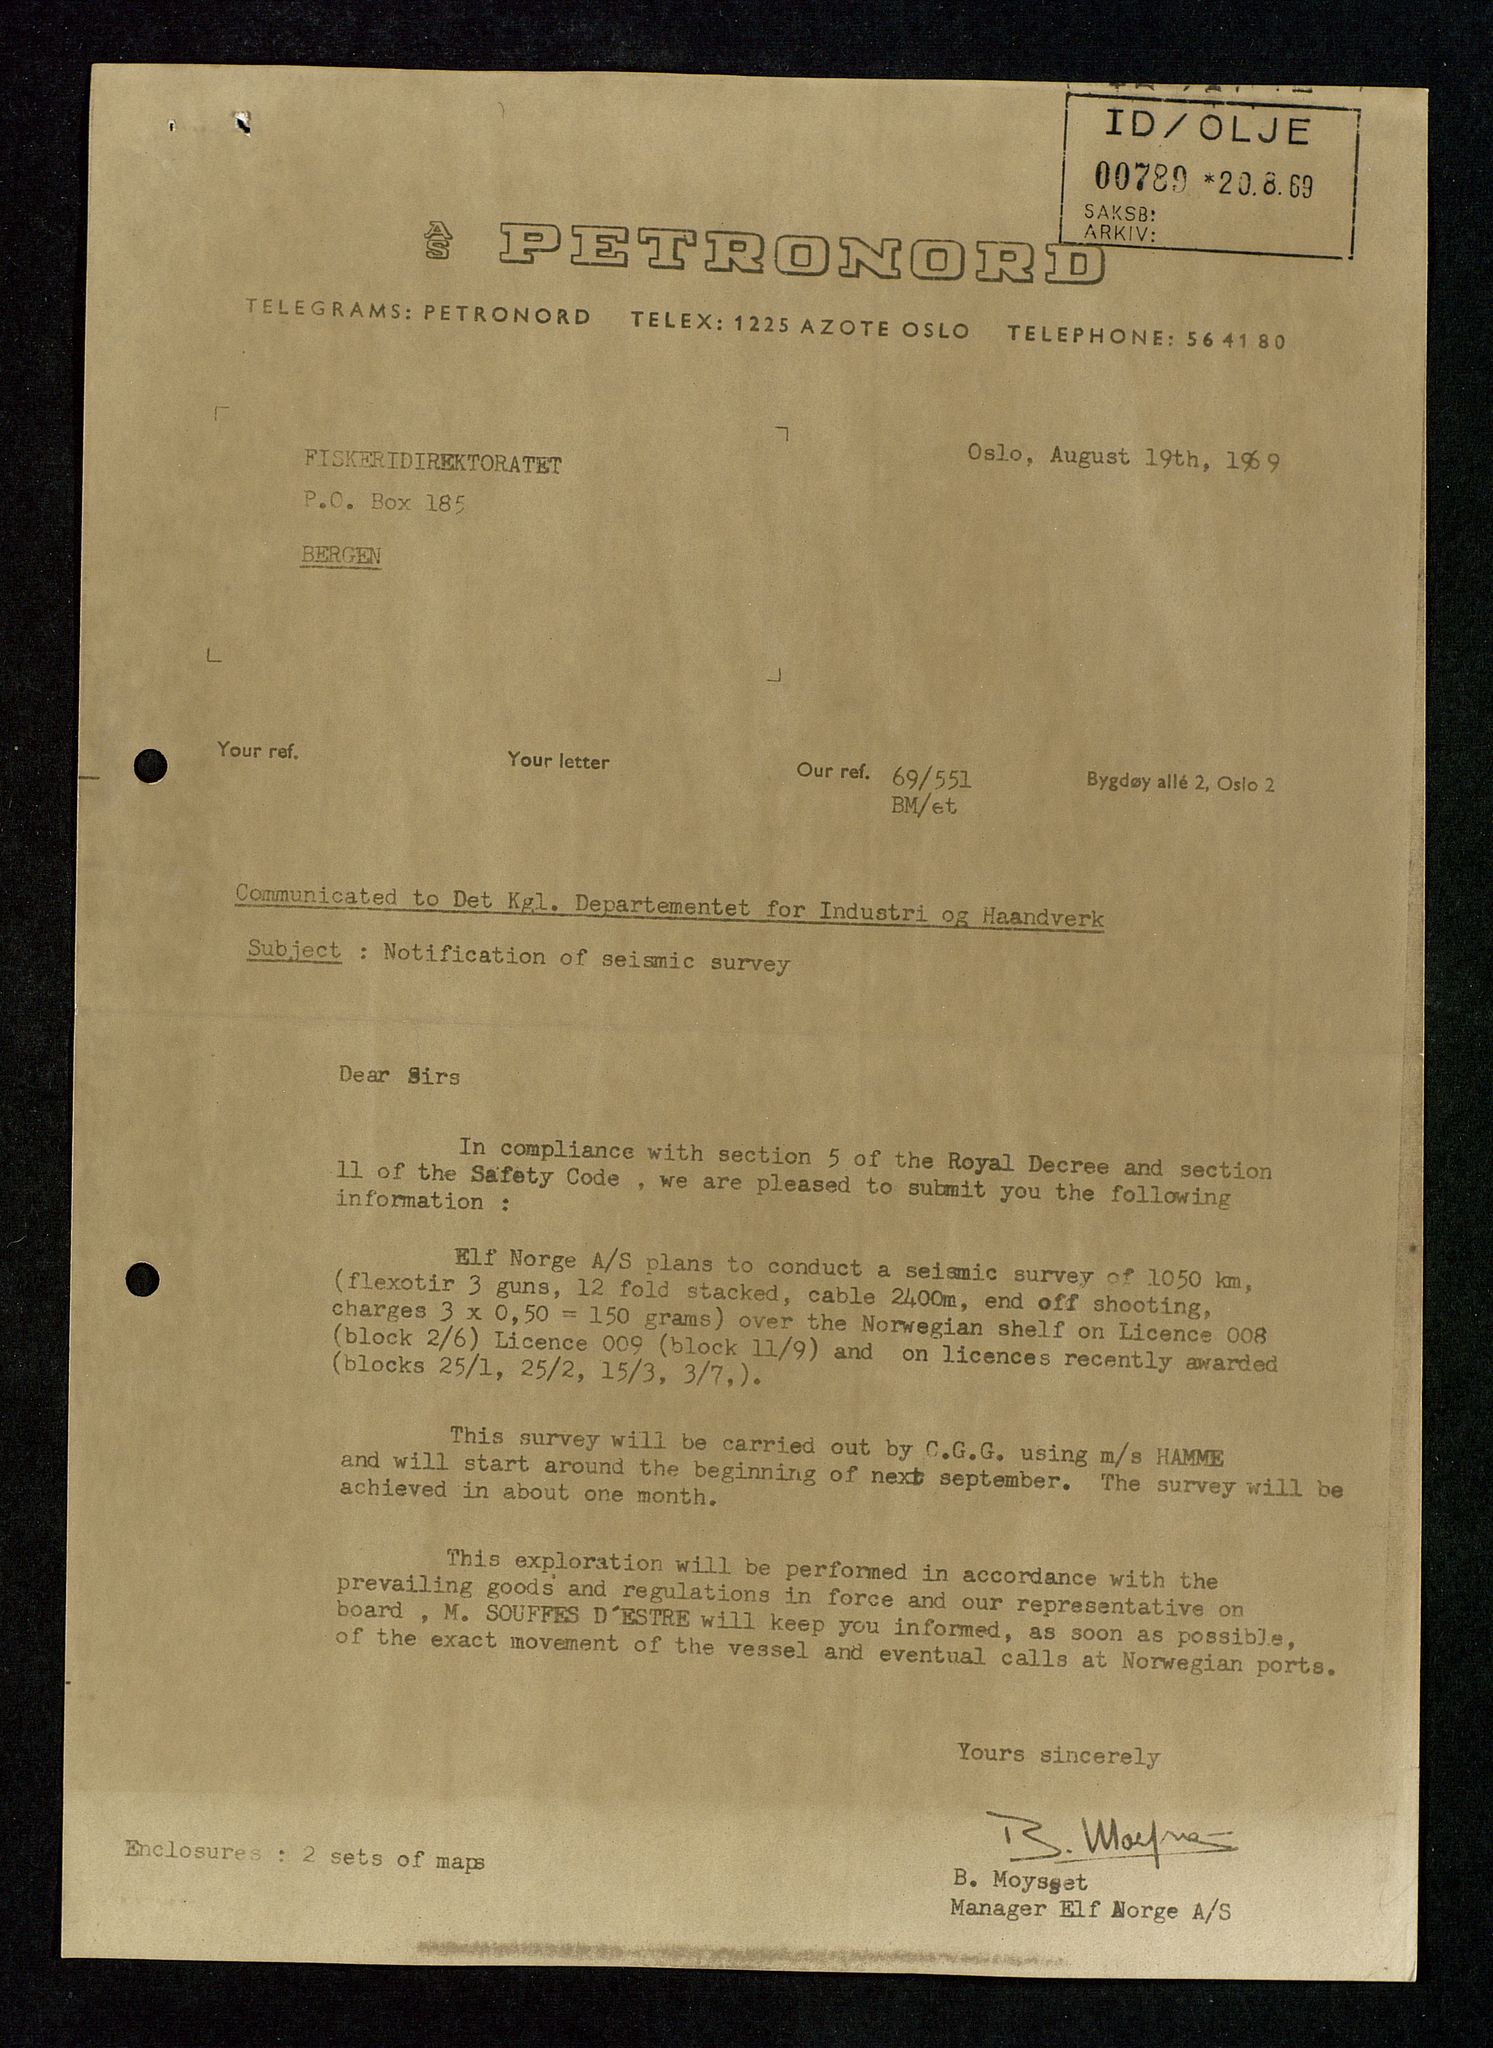 ID/OLJE
00789 *20.8.69
SAKSB:
ARKIV:
A/S PETRONORD
TELEGRAMS: PETRONORD TELEX: 1225 AZOTE OSLO TELEPHONE: 56 41 80
FISKERIDIREKTORATET
P.O. Box 185
BERGEN
Oslo, August 19th, 1969
Your ref. Your letter Our ref. 69/551 Bygdøy allé 2, Oslo 2
BM/et
Communicated to Det Kgl. Departementet for Industri og Haandverk
Subject : Notification of seismic survey
Dear Sirs
In compliance with section 5 of the Royal Decree and section
11 of the Safety Code , we are pleased to submit you the following
information :
Elf Norge A/S plans to conduct a seismic survey of 1050 km,
(flexotir 3 guns, 12 fold stacked, cable 2400m, end off shooting,
charges 3 x 0,50 = 150 grams) over the Norwegian shelf on Licence 008
(block 2/6) Licence 009 (block 11/9) and on licences recently awarded
(blocks 25/1, 25/2, 15/3, 3/7,).
This survey will be carried out by C.G.G. using m/s HAMME
and will start around the beginning of next september. The survey will be
achieved in about one month.
This exploration will be performed in accordance with the
prevailing goods and regulations in force and our representative on
board , M. SOUFFES D'ESTRE will keep you informed, as soon as possible,
of the exact movement of the vessel and eventual calls at Norwegian ports.
Yours sincerely
Enclosures : 2 sets of maps
B. Moysset
Manager Elf Norge A/S